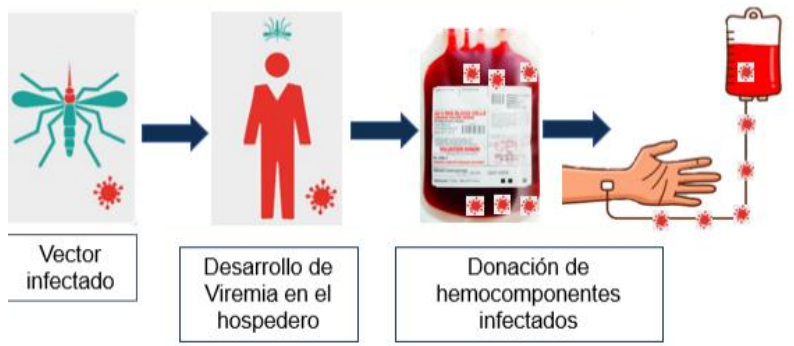 Vector
infectado
Desarrollo de
Viremia en el
hospedero
Donación de
hemocomponentes
infectados